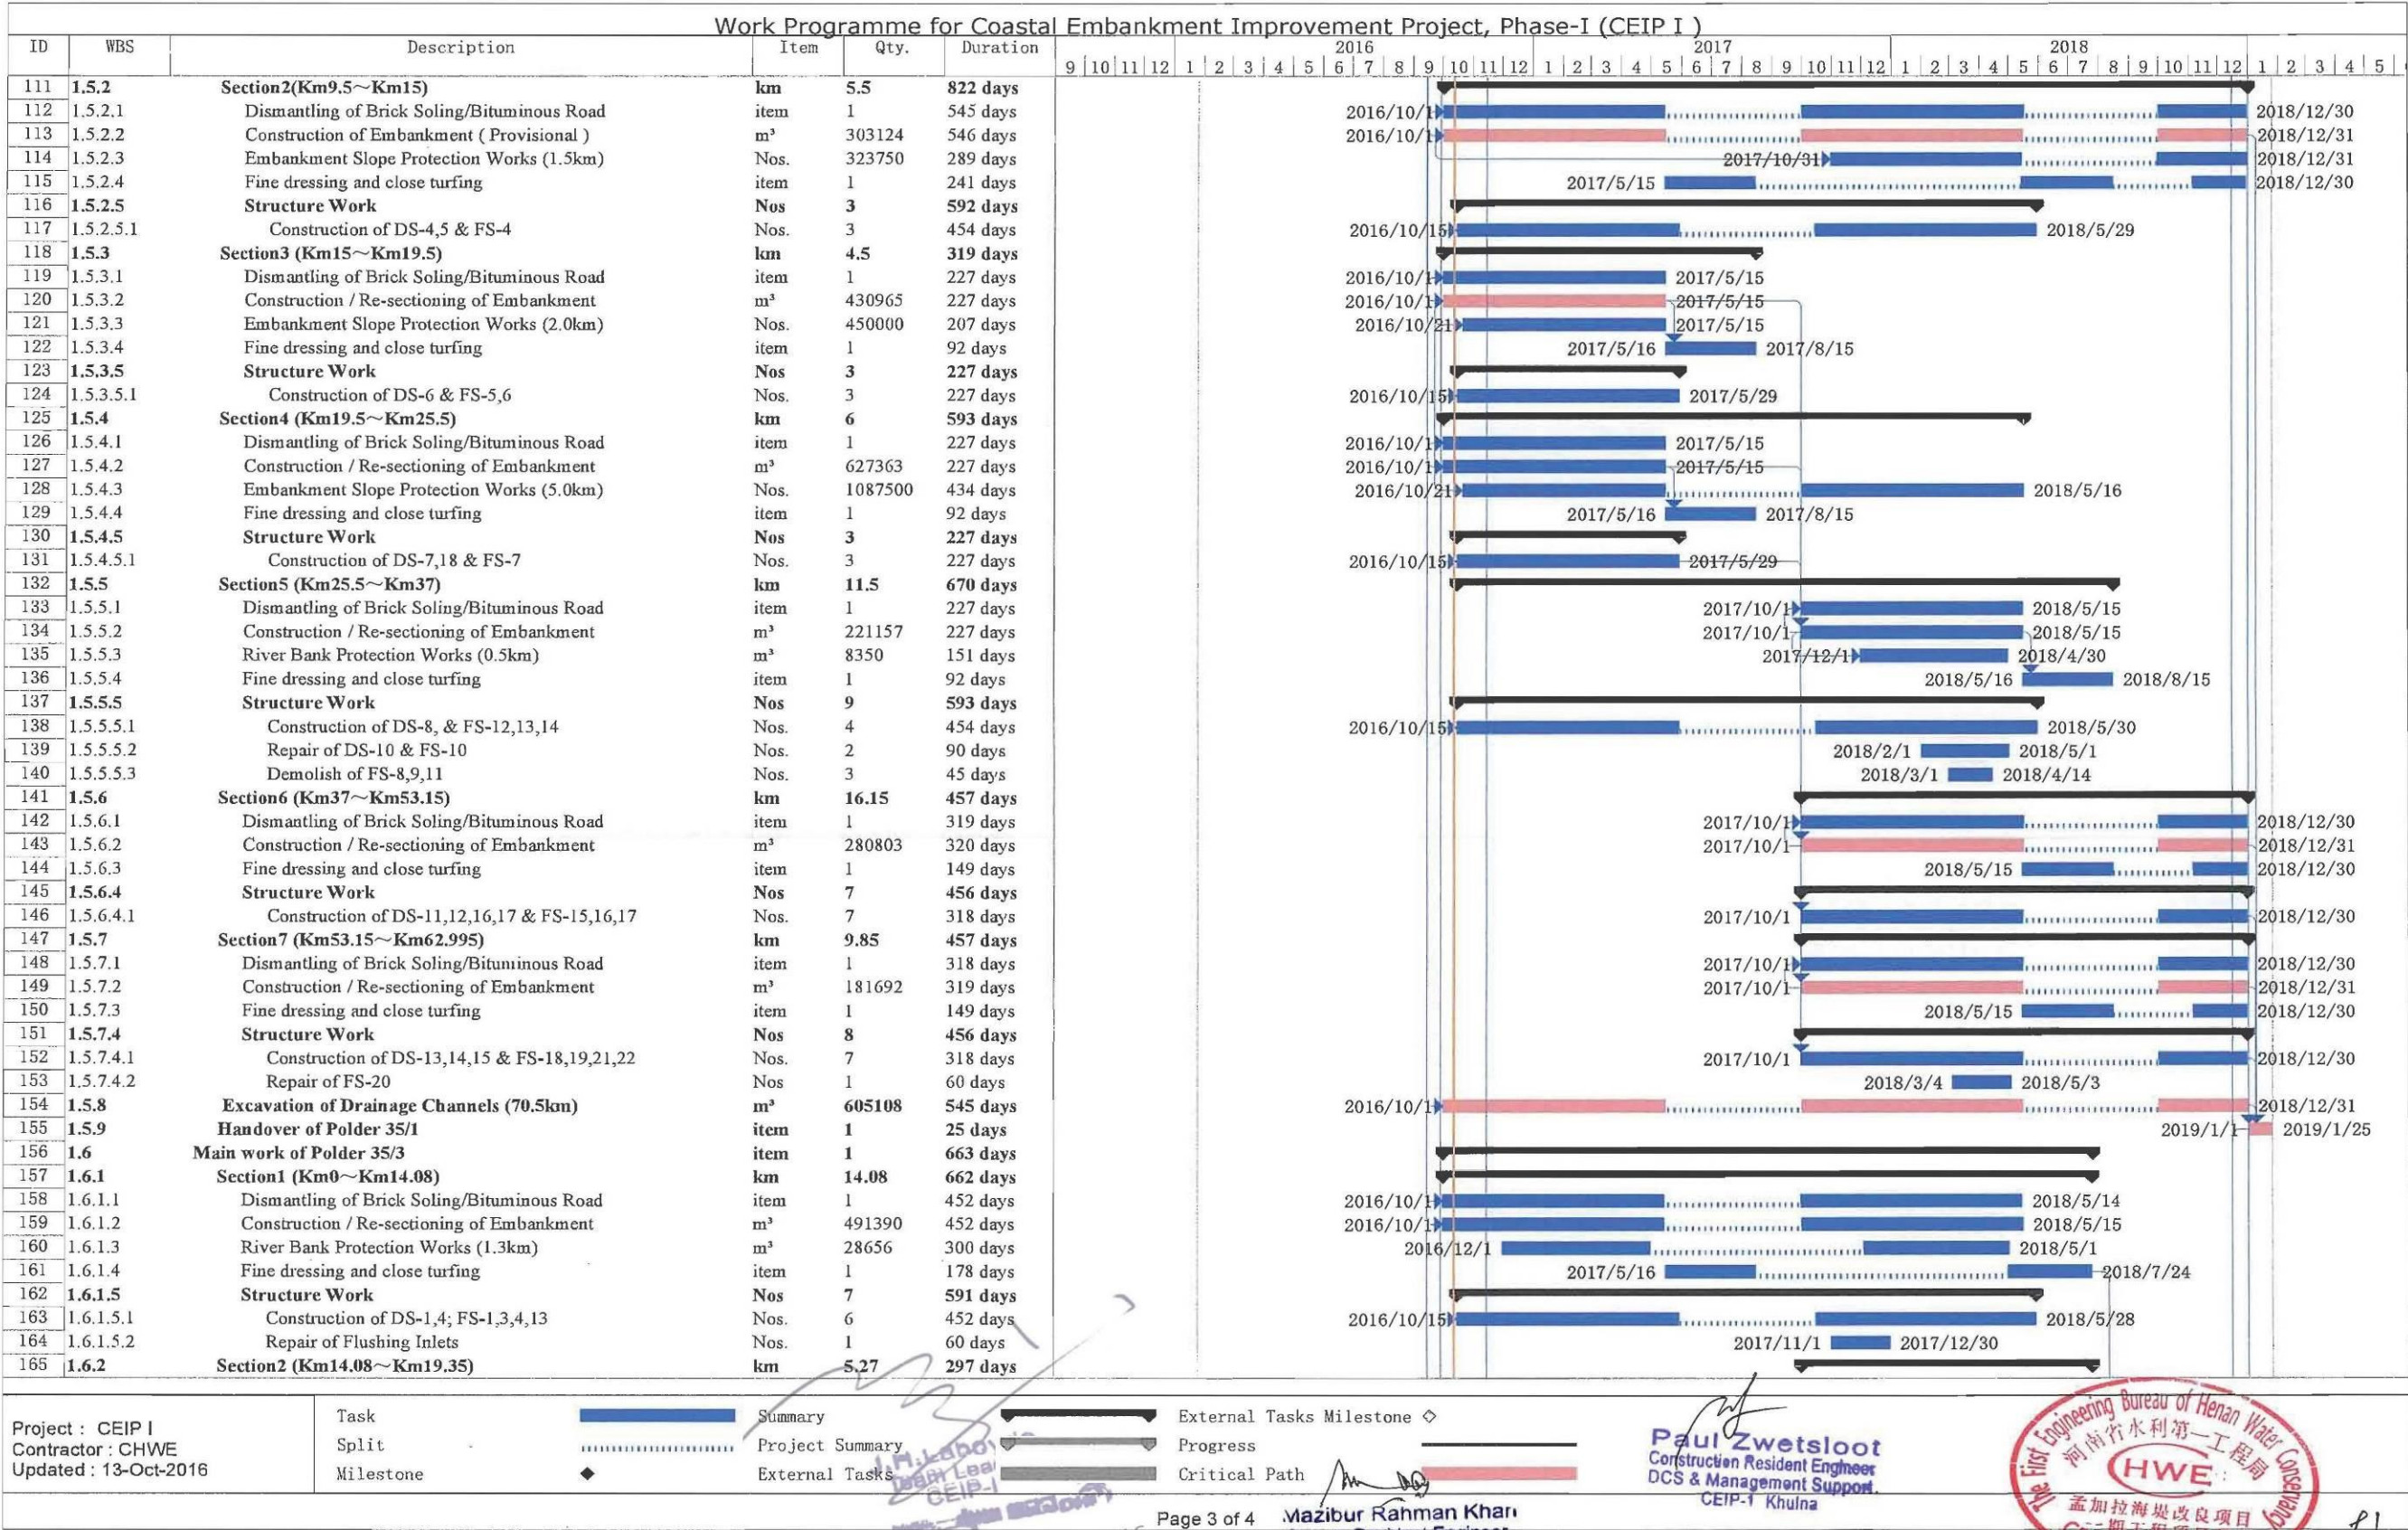 Work Programme for Coastal Embankment Improvement Project, Phase-I (CEIP I )
ID WBS Description Item Qty. Duration 2016 2017 2018
9 10 11 12 1 2 3 4 5 6 7 8 9 10 11 12 1 2 3 4 5 6 7 8 9 10 11 12 1 2 3 4 5 6 7 8 9 10 11 12 1 2 3 4 5
111 1.5.2 Section2(Km9.5~Km15) km 5.5 822 days
112 1.5.2.1 Dismantling of Brick Soling/Bituminous Road item 1 545 days 2016/10/1 2018/12/30
113 1.5.2.2 Construction of Embankment ( Provisional ) m³ 303124 546 days 2016/10/1 2018/12/31
114 1.5.2.3 Embankment Slope Protection Works (1.5km) Nos. 323750 289 days 2017/10/31 2018/12/31
115 1.5.2.4 Fine dressing and close turfing item 1 241 days 2017/5/15 2018/12/30
116 1.5.2.5 Structure Work Nos 3 592 days
117 1.5.2.5.1 Construction of DS-4,5 & FS-4 Nos. 3 454 days 2016/10/15 2018/5/29
118 1.5.3 Section3 (Km15~Km19.5) km 4.5 319 days
119 1.5.3.1 Dismantling of Brick Soling/Bituminous Road item 1 227 days 2016/10/1 2017/5/15
120 1.5.3.2 Construction / Re-sectioning of Embankment m³ 430965 227 days 2016/10/1 2017/5/15
121 1.5.3.3 Embankment Slope Protection Works (2.0km) Nos. 450000 207 days 2016/10/21 2017/5/15
122 1.5.3.4 Fine dressing and close turfing item 1 92 days 2017/5/16 2017/8/15
123 1.5.3.5 Structure Work Nos 3 227 days
124 1.5.3.5.1 Construction of DS-6 & FS-5,6 Nos. 3 227 days 2016/10/15 2017/5/29
125 1.5.4 Section4 (Km19.5~Km25.5) km 6 593 days
126 1.5.4.1 Dismantling of Brick Soling/Bituminous Road item 1 227 days 2016/10/1 2017/5/15
127 1.5.4.2 Construction / Re-sectioning of Embankment m³ 627363 227 days 2016/10/1 2017/5/15
128 1.5.4.3 Embankment Slope Protection Works (5.0km) Nos. 1087500 434 days 2016/10/21 2018/5/16
129 1.5.4.4 Fine dressing and close turfing item 1 92 days 2017/5/16 2017/8/15
130 1.5.4.5 Structure Work Nos 3 227 days
131 1.5.4.5.1 Construction of DS-7,18 & FS-7 Nos. 3 227 days 2016/10/15 2017/5/29
132 1.5.5 Section5 (Km25.5~Km37) km 11.5 670 days
133 1.5.5.1 Dismantling of Brick Soling/Bituminous Road item 1 227 days 2017/10/1 2018/5/15
134 1.5.5.2 Construction / Re-sectioning of Embankment m³ 221157 227 days 2017/10/1 2018/5/15
135 1.5.5.3 River Bank Protection Works (0.5km) m³ 8350 151 days 2017/12/1 2018/4/30
136 1.5.5.4 Fine dressing and close turfing item 1 92 days 2018/5/16 2018/8/15
137 1.5.5.5 Structure Work Nos 9 593 days
138 1.5.5.5.1 Construction of DS-8, & FS-12,13,14 Nos. 4 454 days 2016/10/15 2018/5/30
139 1.5.5.5.2 Repair of DS-10 & FS-10 Nos. 2 90 days 2018/2/1 2018/5/1
140 1.5.5.5.3 Demolish of FS-8,9,11 Nos. 3 45 days 2018/3/1 2018/4/14
141 1.5.6 Section6 (Km37~Km53.15) km 16.15 457 days
142 1.5.6.1 Dismantling of Brick Soling/Bituminous Road item 1 319 days 2017/10/1 2018/12/30
143 1.5.6.2 Construction / Re-sectioning of Embankment m³ 280803 320 days 2017/10/1 2018/12/31
144 1.5.6.3 Fine dressing and close turfing item 1 149 days 2018/5/15 2018/12/30
145 1.5.6.4 Structure Work Nos 7 456 days
146 1.5.6.4.1 Construction of DS-11,12,16,17 & FS-15,16,17 Nos. 7 318 days 2017/10/1 2018/12/30
147 1.5.7 Section7 (Km53.15~Km62.995) km 9.85 457 days
148 1.5.7.1 Dismantling of Brick Soling/Bituminous Road item 1 318 days 2017/10/1 2018/12/30
149 1.5.7.2 Construction / Re-sectioning of Embankment m³ 181692 319 days 2017/10/1 2018/12/31
150 1.5.7.3 Fine dressing and close turfing item 1 149 days 2018/5/15 2018/12/30
151 1.5.7.4 Structure Work Nos 8 456 days
152 1.5.7.4.1 Construction of DS-13,14,15 & FS-18,19,21,22 Nos. 7 318 days 2017/10/1 2018/12/30
153 1.5.7.4.2 Repair of FS-20 Nos 1 60 days 2018/3/4 2018/5/3
154 1.5.8 Excavation of Drainage Channels (70.5km) m³ 605108 545 days 2016/10/1 2018/12/31
155 1.5.9 Handover of Polder 35/1 item 1 25 days 2019/1/1 2019/1/25
156 1.6 Main work of Polder 35/3 item 1 663 days
157 1.6.1 Section1 (Km0~Km14.08) km 14.08 662 days
158 1.6.1.1 Dismantling of Brick Soling/Bituminous Road item 1 452 days 2016/10/1 2018/5/14
159 1.6.1.2 Construction / Re-sectioning of Embankment m³ 491390 452 days 2016/10/1 2018/5/15
160 1.6.1.3 River Bank Protection Works (1.3km) m³ 28656 300 days 2016/12/1 2018/5/1
161 1.6.1.4 Fine dressing and close turfing item 1 178 days 2017/5/16 2018/7/24
162 1.6.1.5 Structure Work Nos 7 591 days
163 1.6.1.5.1 Construction of DS-1,4; FS-1,3,4,13 Nos. 6 452 days 2016/10/15 2018/5/28
164 1.6.1.5.2 Repair of Flushing Inlets Nos. 1 60 days 2017/11/1 2017/12/30
165 1.6.2 Section2 (Km14.08~Km19.35) km 5.27 297 days
Project : CEIP I
Contractor : CHWE
Updated : 13-Oct-2016
Task Summary External Tasks Milestone
Split Project Summary Progress
Milestone External Tasks Critical Path
Team Lea
CEIP-I
Paul Zwetsloot
Construction Resident Engineer
DCS & Management Support.
CEIP-1 Khulna
The First Engineering Bureau of Henan Water Conservancy
河南省水利第一工程局
HWE
孟加拉海堤改良项目
Page 3 of 4
Mazibur Rahman Khan